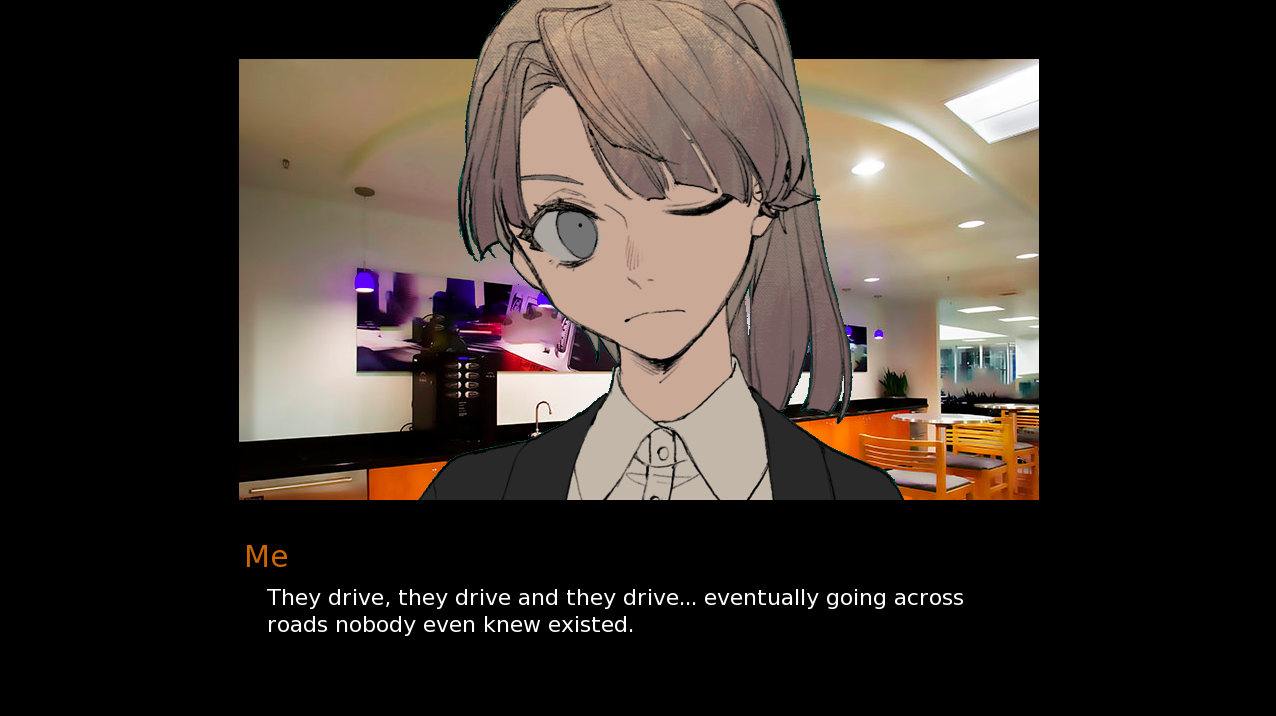 Me
They drive, they drive and they drive... eventually going across
roads nobody even knew existed.